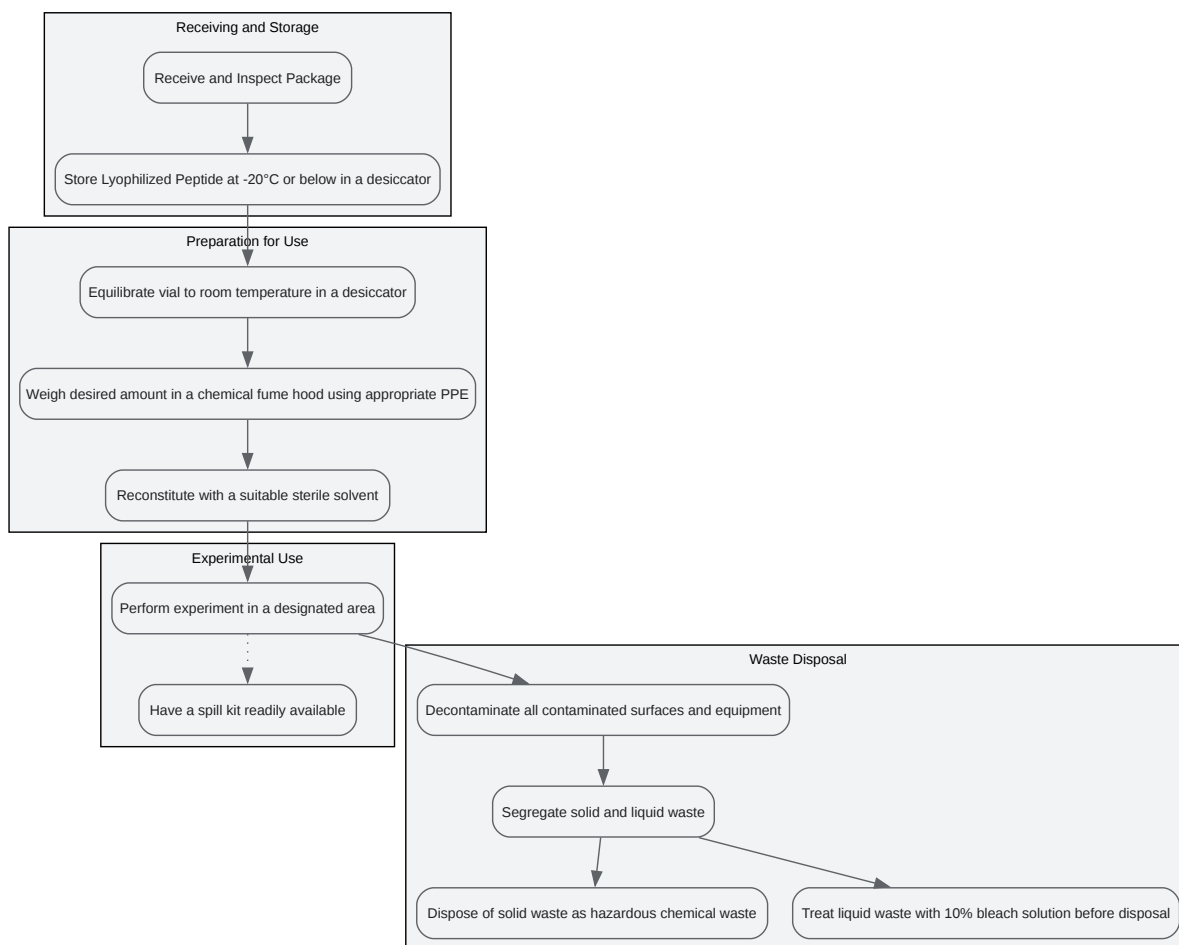 Receiving and Storage
Receive and Inspect Package
Store Lyophilized Peptide at -20°C or below in a desiccator
Preparation for Use
Equilibrate vial to room temperature in a desiccator
Weigh desired amount in a chemical fume hood using appropriate PPE
Reconstitute with a suitable sterile solvent
Experimental Use
Perform experiment in a designated area
Have a spill kit readily available
Waste Disposal
Decontaminate all contaminated surfaces and equipment
Segregate solid and liquid waste
Dispose of solid waste as hazardous chemical waste
Treat liquid waste with 10% bleach solution before disposal